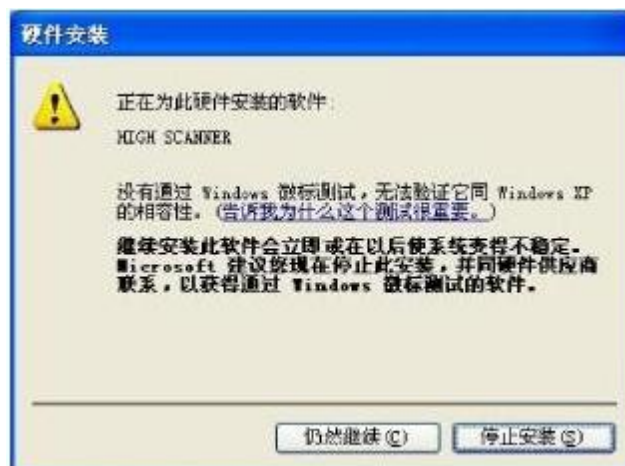 硬件安装
正在为此硬件安装的软件:
HIGH SCANNER
没有通过 Windows 徽标测试，无法验证它同 Windows XP
的相容性。(告诉我为什么这个测试很重要。)
继续安装此软件会立即或在以后使系统变得不稳定。
Microsoft 建议您现在停止此安装，并同硬件供应商
联系，以获得通过 Windows 徽标测试的软件。
仍然继续(C) 停止安装(S)